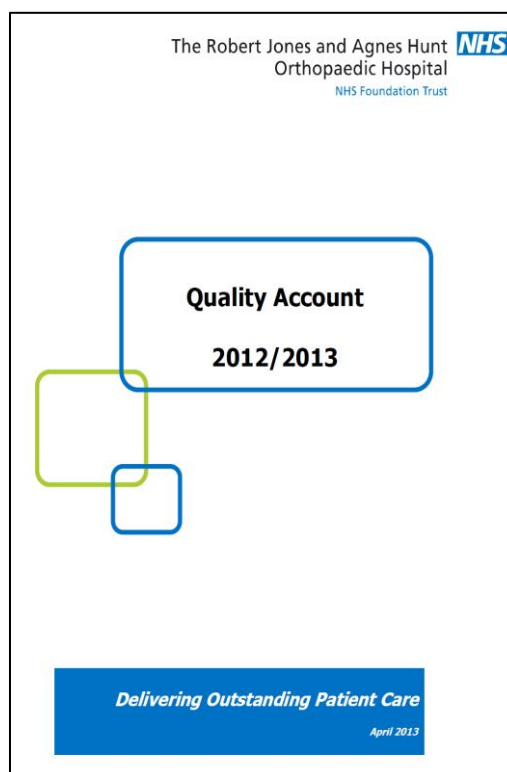 The Robert Jones and Agnes Hunt NHS
Orthopaedic Hospital
NHS Foundation Trust
Quality Account
2012/2013
Delivering Outstanding Patient Care
April 2013